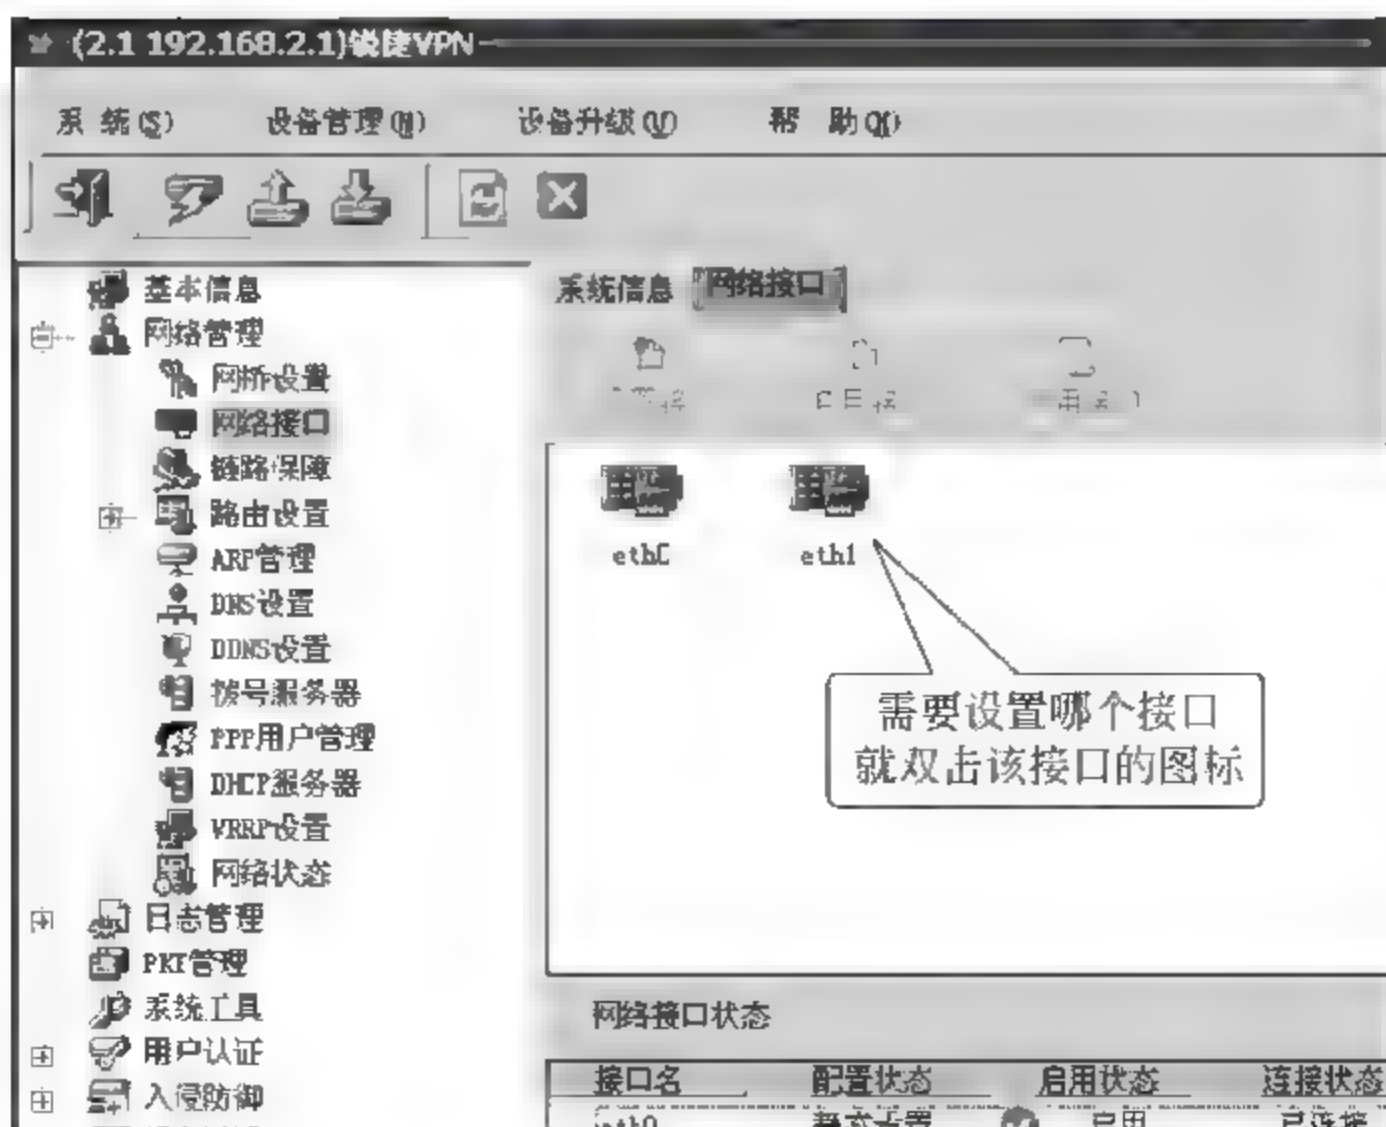 (2.1 192.168.2.1)锐捷VPN
系 统(S) 设备管理(M) 设备升级(V) 帮 助(X)
基本信息
网络管理
网桥设置
网络接口
链路保障
路由设置
ARP管理
DNS设置
DDNS设置
拨号服务器
PPP用户管理
DHCP服务器
VRRP设置
网络状态
日志管理
PKI管理
系统工具
用户认证
入侵防御
系统信息 网络接口
eth0 eth1
需要设置哪个接口
就双击该接口的图标
网络接口状态
接口名 配置状态 启用状态 连接状态
eth0 启用 已连接